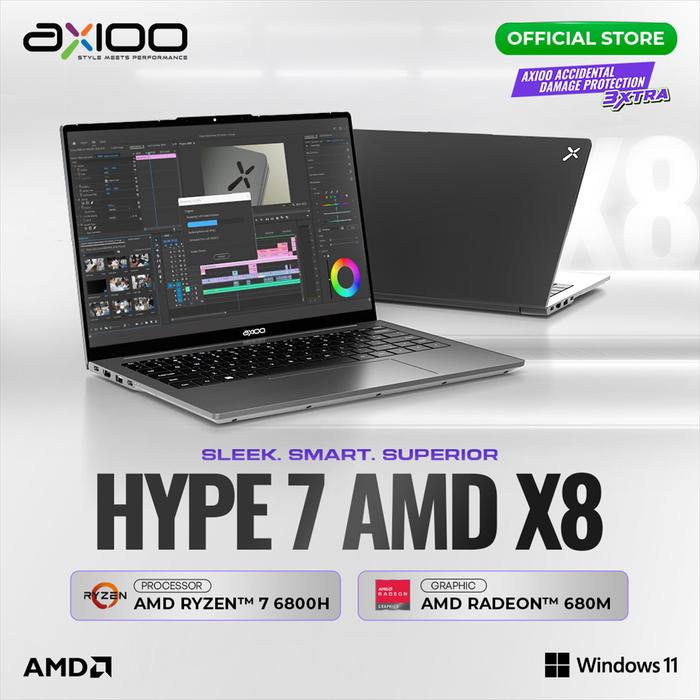 AXIOO
STYLE MEETS PERFORMANCE
OFFICIAL STORE
AXIOO ACCIDENTAL
DAMAGE PROTECTION
3XTRA
X8
AXIOO
SLEEK. SMART. SUPERIOR
HYPE 7 AMD X8
RYZEN
PROCESSOR
AMD RYZEN™ 7 6800H
AMD
RADEON
GRAPHICS
GRAPHIC
AMD RADEON™ 680M
AMD
Windows 11